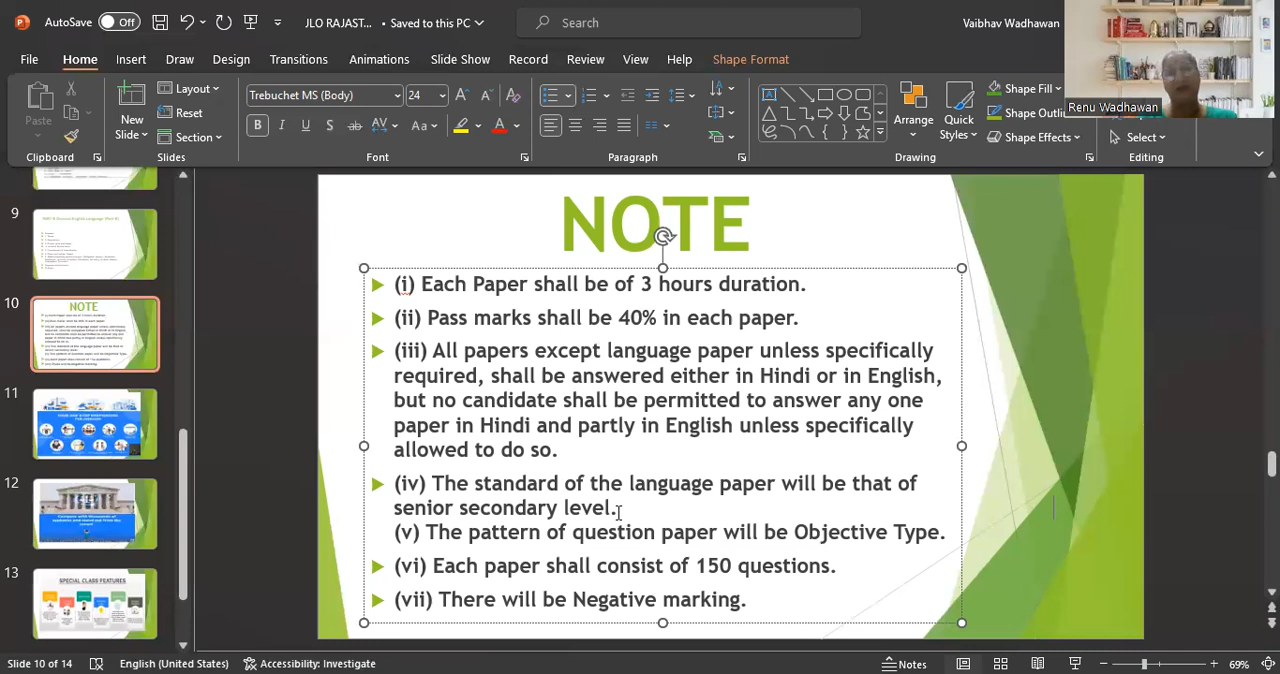 AutoSave Off JLO RAJAST... • Saved to this PC Search Vaibhav Wadhawan
File Home Insert Draw Design Transitions Animations Slide Show Record Review View Help Shape Format
Paste New Slide Layout Reset Section Trebuchet MS (Body) 24 Arrange Quick Styles Shape Fill Shape Outli Shape Effects Select
Renu Wadhawan
Clipboard Slides Font Paragraph Drawing Editing
9
10
NOTE
11
12
13
SPECIAL CLASS FEATURES
NOTE
(i) Each Paper shall be of 3 hours duration.
(ii) Pass marks shall be 40% in each paper.
(iii) All papers except language paper unless specifically
required, shall be answered either in Hindi or in English,
but no candidate shall be permitted to answer any one
paper in Hindi and partly in English unless specifically
allowed to do so.
(iv) The standard of the language paper will be that of
senior secondary level.
(v) The pattern of question paper will be Objective Type.
(vi) Each paper shall consist of 150 questions.
(vii) There will be Negative marking.
Slide 10 of 14 English (United States) Accessibility: Investigate Notes 69%